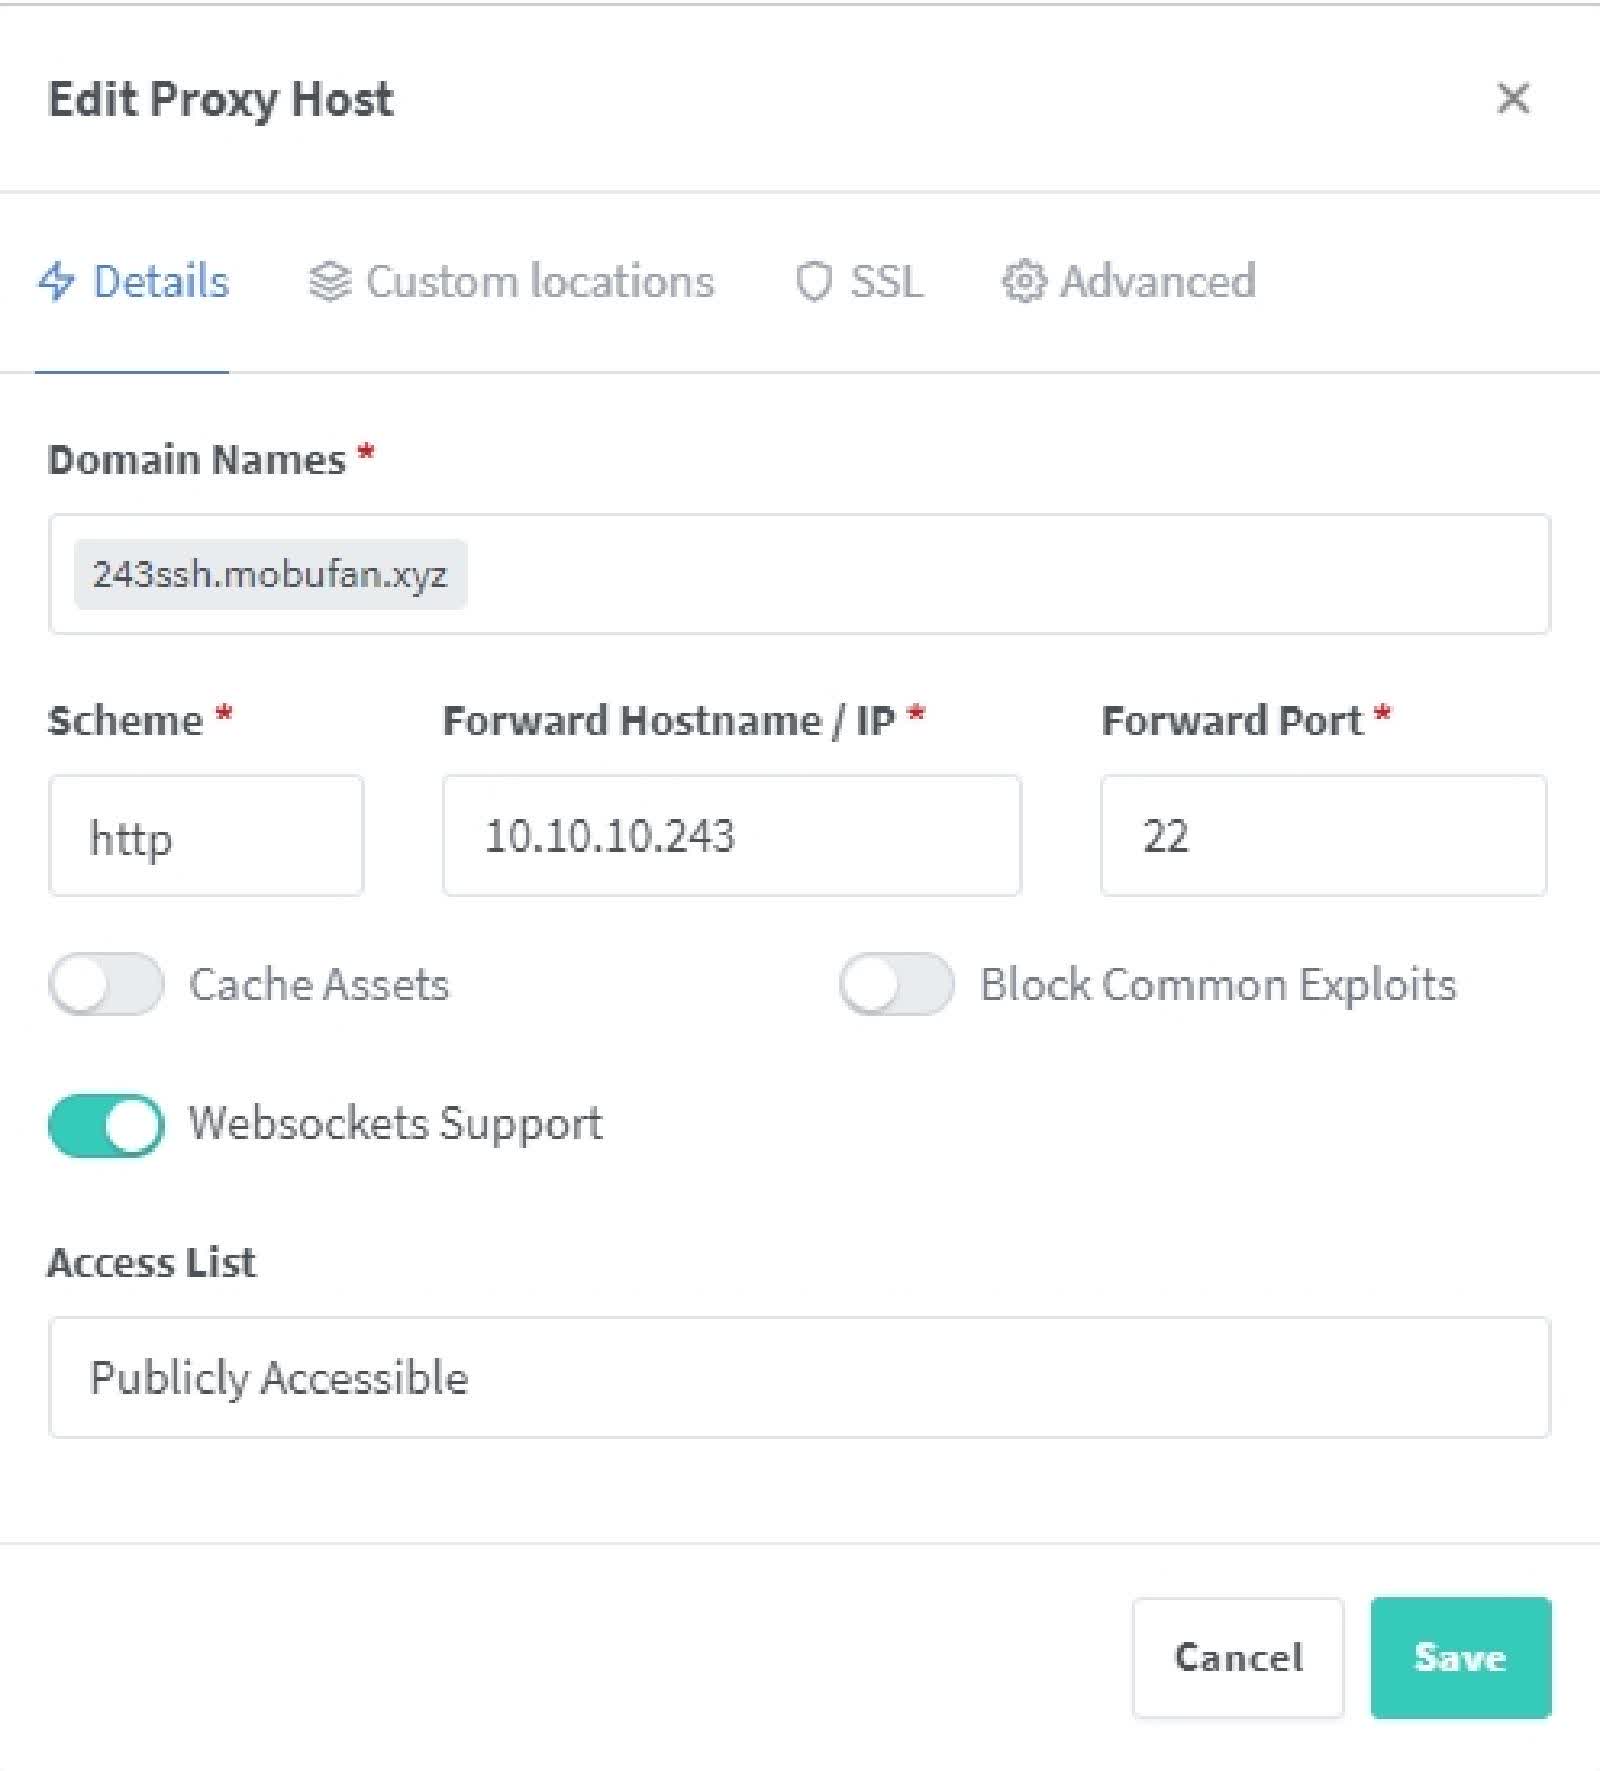 Edit Proxy Host
Details Custom locations SSL Advanced
Domain Names *
243ssh.mobufan.xyz
Scheme * Forward Hostname / IP * Forward Port *
http 10.10.10.243 22
Cache Assets Block Common Exploits
Websockets Support
Access List
Publicly Accessible
Cancel Save